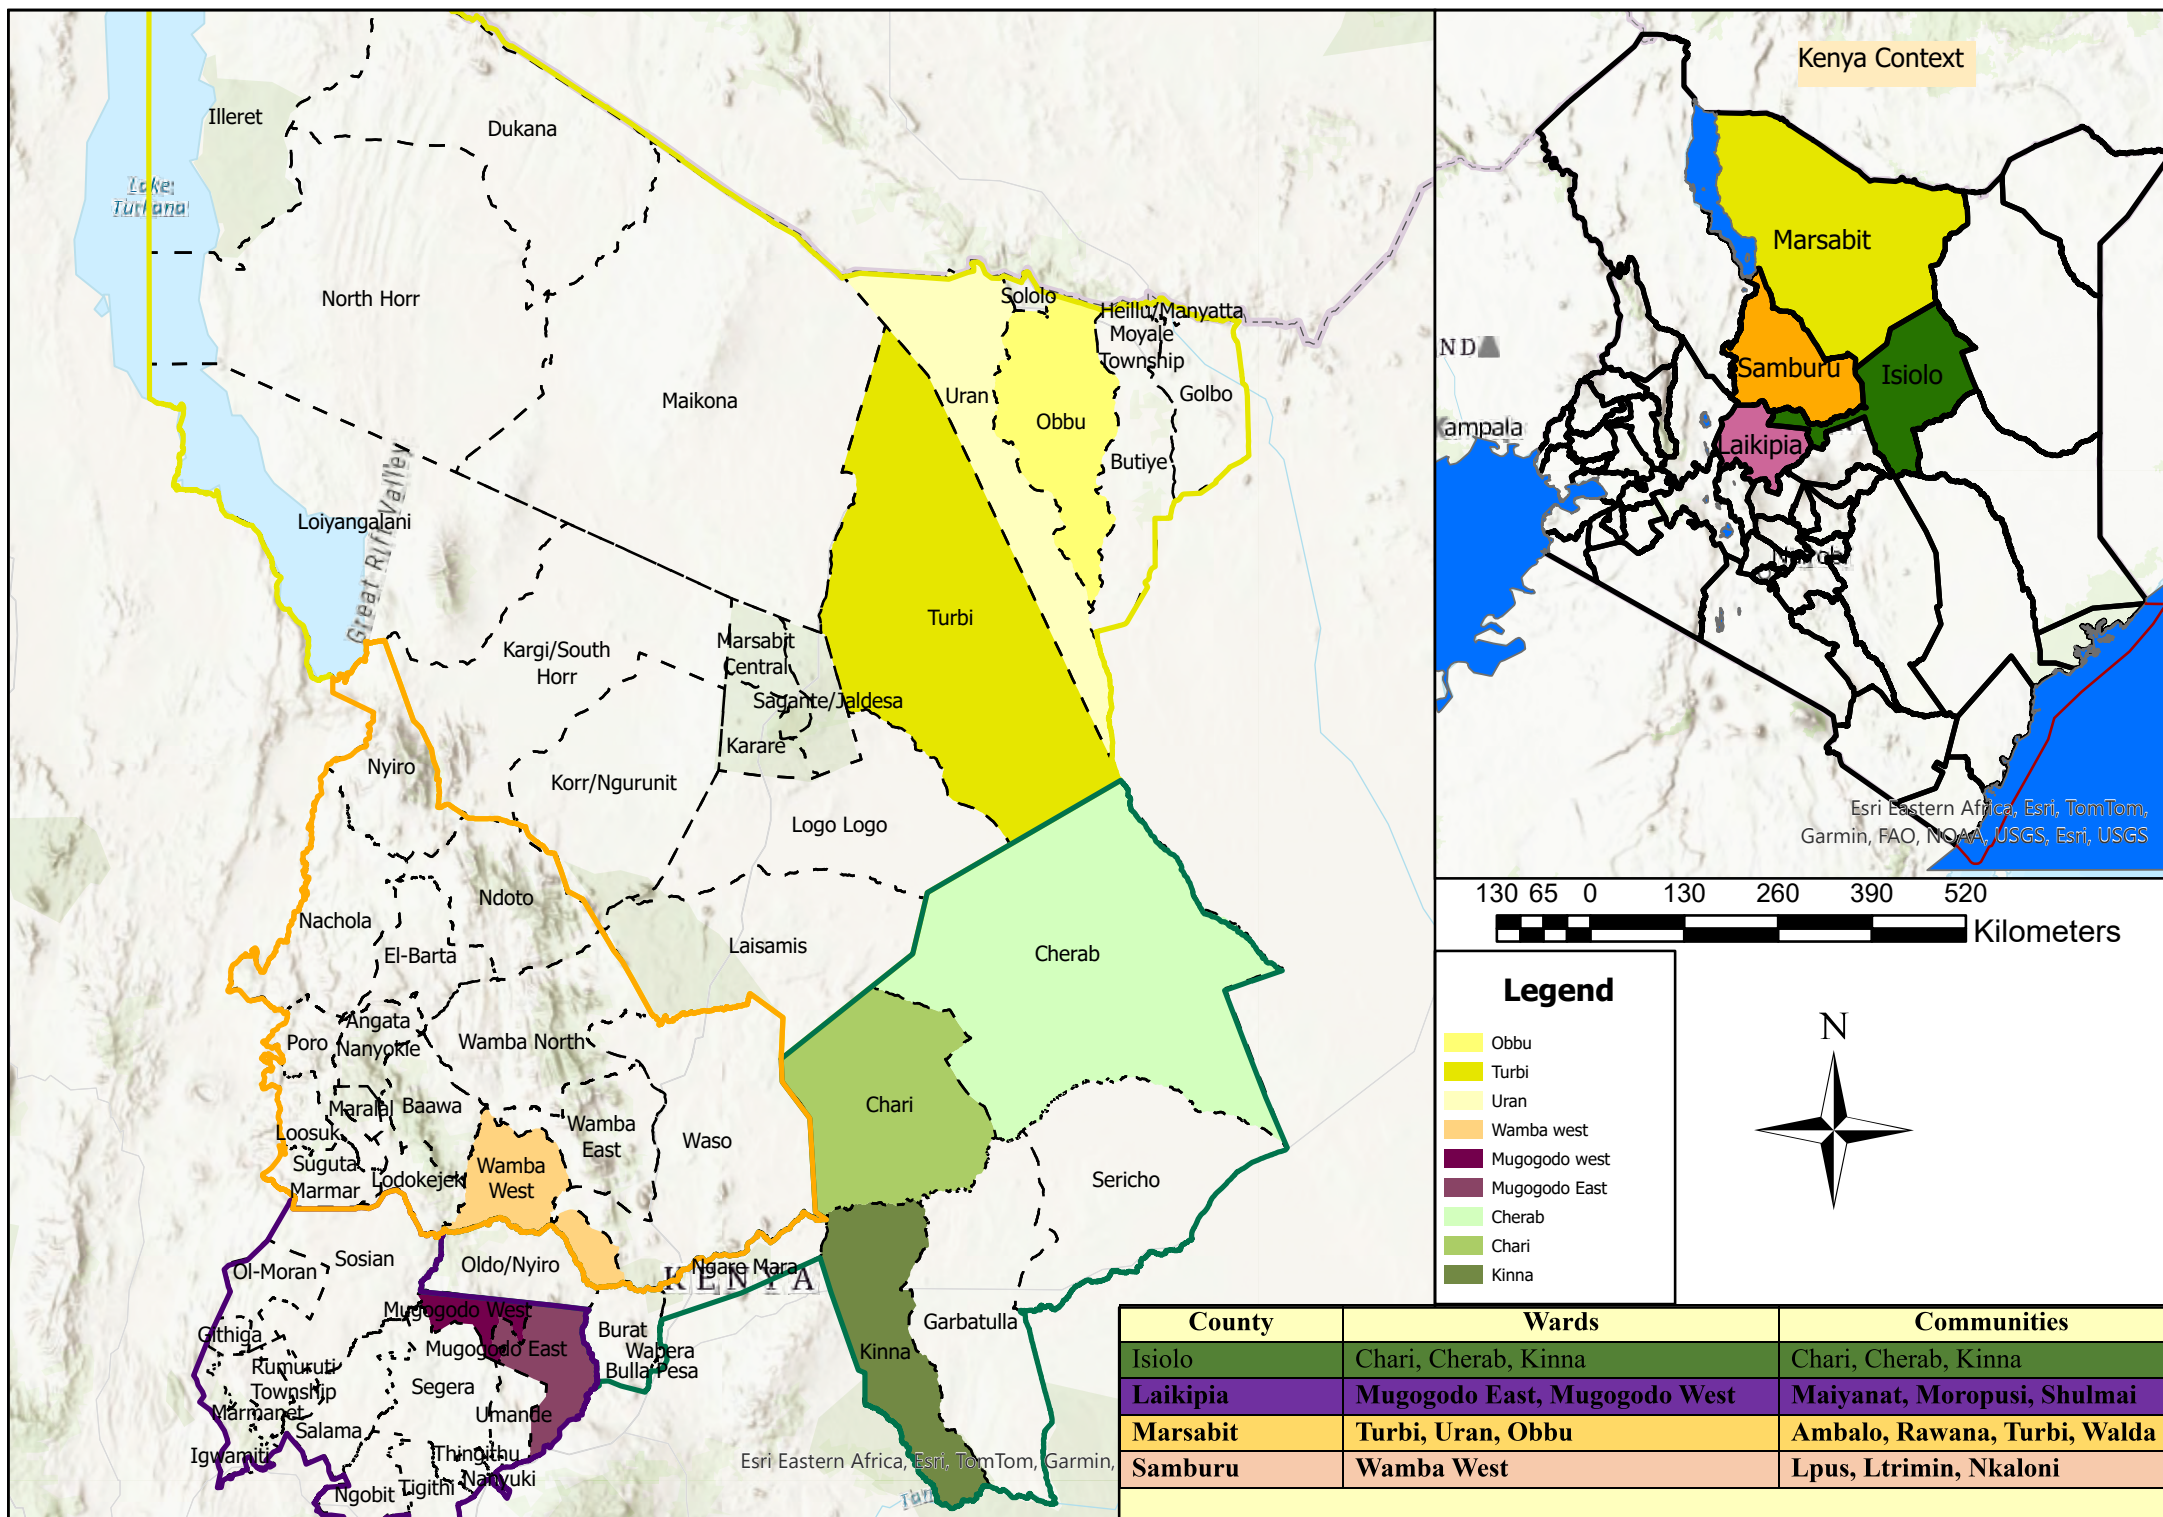 Illeret
Dukana
Lake
Turkana
North Horr
Sololo
Heillu/Manyatta
Moyale
Township
Maikona
Uran
Golbo
Obbu
Butiye
Great Rift Valley
Loiyangalani
Turbi
Kargi/South
Horr
Marsabit
Central
Sagante/Jaldesa
Karare
Nyiro
Korr/Ngurunit
Logo Logo
Ndoto
Nachola
El-Barta
Laisamis
Cherab
Angata
Nanyokie
Poro
Wamba North
Maralal
Baawa
Chari
Loosuk
Wamba
East
Waso
Suguta
Marmar
Lodokejek
Wamba
West
Sericho
Sosian
Oldo/Nyiro
Ol-Moran
Ngare Mara
KENYA
Mugogodo West
Githiga
Mugogodo East
Burat
Wabera
Bulla Pesa
Garbatulla
Kinna
Rumuruti
Township
Segera
Marmanet
Umande
Salama
Igwamiti
Thingithu
Nanyuki
Tigithi
Ngobit
Esri Eastern Africa, Esri, TomTom, Garmin,
Kenya Context
Marsabit
Samburu
Isiolo
Laikipia
Kampala
Nairobi
Esri Eastern Africa, Esri, TomTom,
Garmin, FAO, NOAA, USGS, Esri, USGS
130 65 0 130 260 390 520
Kilometers
Legend
Obbu
Turbi
Uran
Wamba west
Mugogodo west
Mugogodo East
Cherab
Chari
Kinna
N
County Wards Communities
Isiolo Chari, Cherab, Kinna Chari, Cherab, Kinna
Laikipia Mugogodo East, Mugogodo West Maiyanat, Moropusi, Shulmai
Marsabit Turbi, Uran, Obbu Ambalo, Rawana, Turbi, Walda
Samburu Wamba West Lpus, Ltrimin, Nkaloni